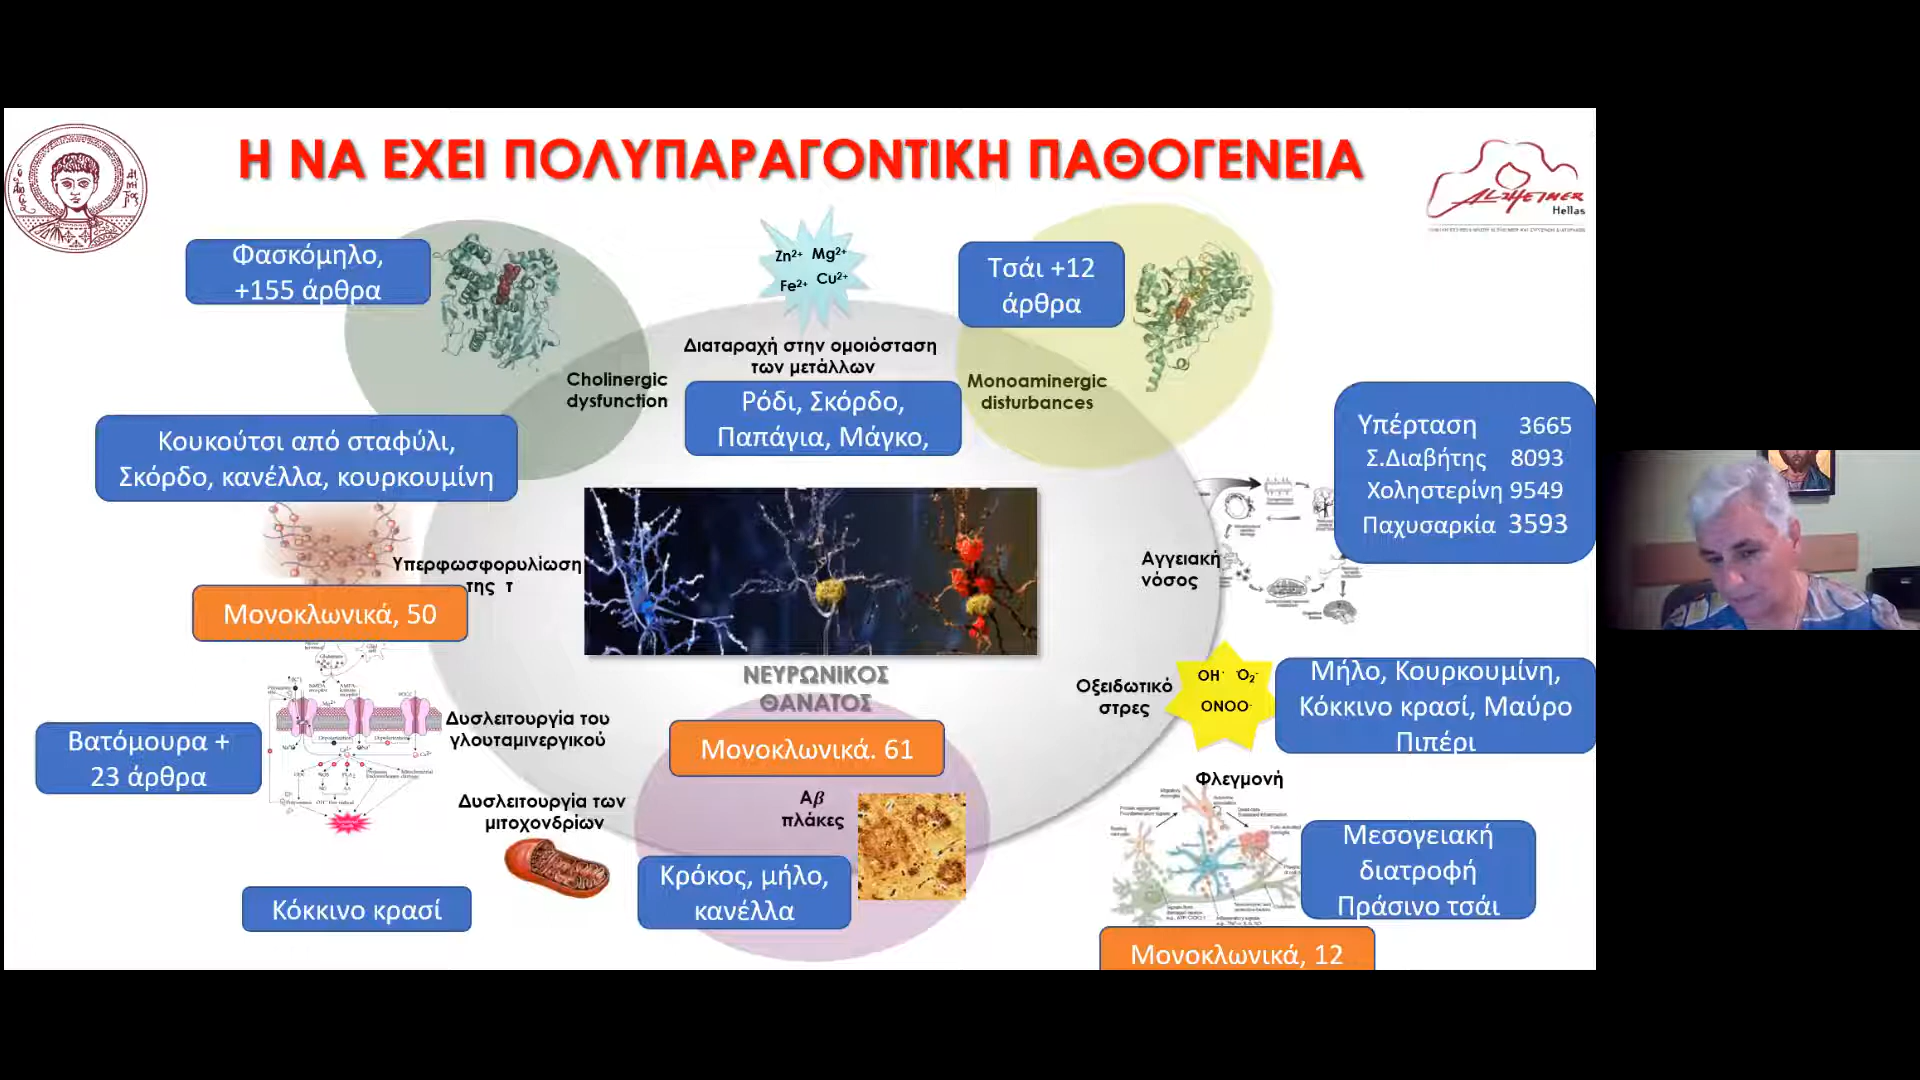 Η ΝΑ ΕΧΕΙ ΠΟΛΥΠΑΡΑΓΟΝΤΙΚΗ ΠΑΘΟΓΕΝΕΙΑ
ALZHEIMER
Hellas
Φασκόμηλο,
+155 άρθρα
Zn2+ Mg2+
Fe2+ Cu2+
Τσάι +12
άρθρα
Διαταραχή στην ομοιόσταση
των μετάλλων
Cholinergic
dysfunction
Ρόδι, Σκόρδο,
Παπάγια, Μάγκο,
Monoaminergic
disturbances
Κουκούτσι από σταφύλι,
Σκόρδο, κανέλλα, κουρκουμίνη
Υπέρταση 3665
Σ.Διαβήτης 8093
Χοληστερίνη 9549
Παχυσαρκία 3593
Υπερφωσφορυλίωση
της τ
Μονοκλωνικά, 50
Αγγειακή
νόσος
ΝΕΥΡΩΝΙΚΟΣ
ΘΑΝΑΤΟΣ
Μονοκλωνικά. 61
Οξειδωτικό
στρες
OH· ·O2-
ONOO-
Μήλο, Κουρκουμίνη,
Κόκκινο κρασί, Μαύρο
Πιπέρι
Βατόμουρα +
23 άρθρα
Δυσλειτουργία του
γλουταμινεργικού
Δυσλειτουργία των
μιτοχονδρίων
Αβ
πλάκες
Φλεγμονή
Κόκκινο κρασί
Κρόκος, μήλο,
κανέλλα
Μεσογειακή
διατροφή
Πράσινο τσάι
Μονοκλωνικά, 12